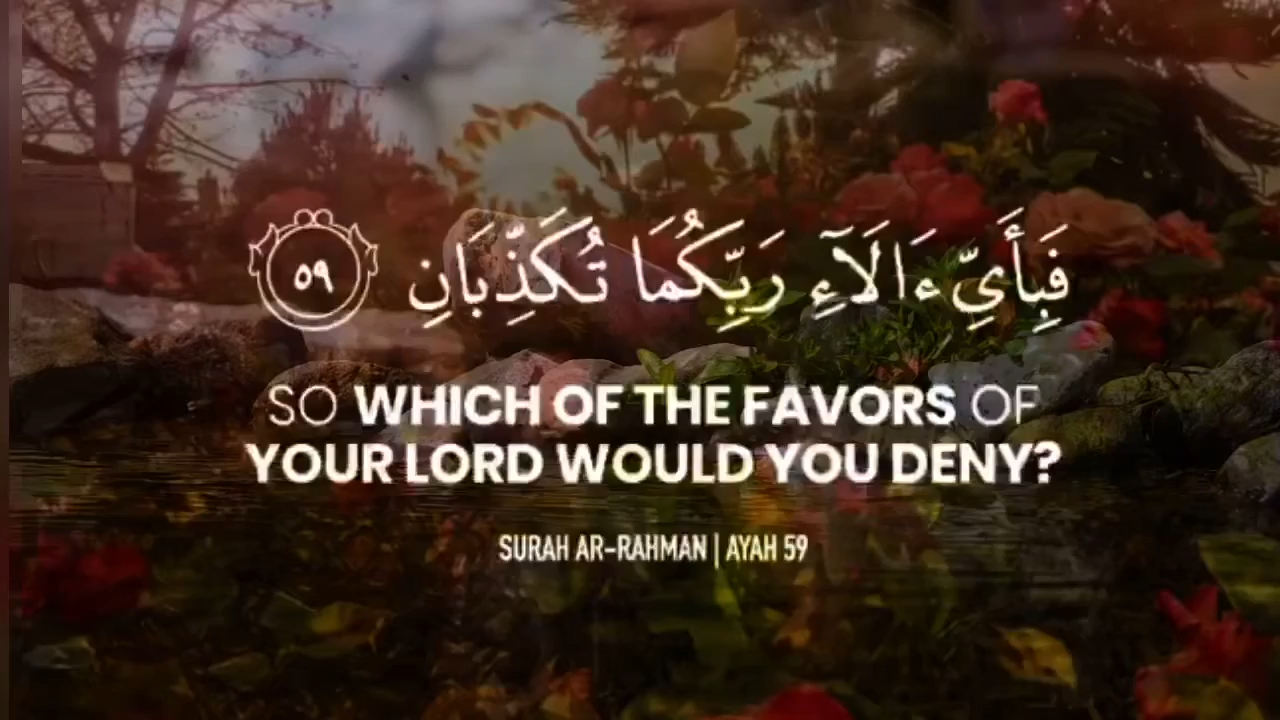 فَبِأَيِّ ءَالَآءِ رَبِّكُمَا تُكَذِّبَانِ ٥٩
SO WHICH OF THE FAVORS OF
YOUR LORD WOULD YOU DENY?
SURAH AR-RAHMAN | AYAH 59